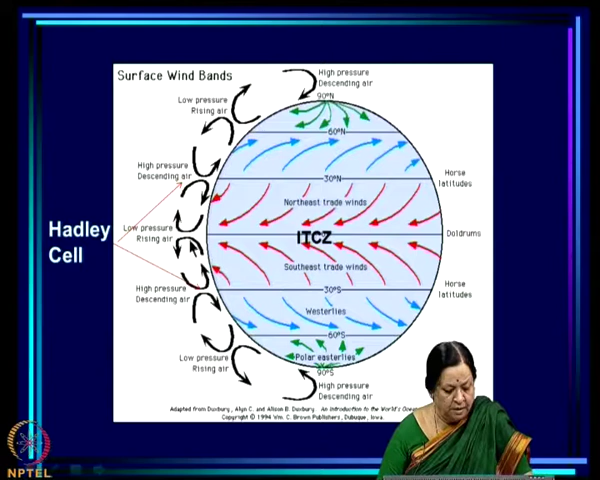 Surface Wind Bands
High pressure
Descending air
90°N
Low pressure
Rising air
60°N
High pressure
Descending air
30°N
Horse
latitudes
Northeast trade winds
Hadley
Cell
Low pressure
Rising air
ITCZ
Doldrums
Southeast trade winds
High pressure
Descending air
30°S
Horse
latitudes
Westerlies
60°S
Low pressure
Rising air
Polar easterlies
90°S
High pressure
Descending air
Adapted from Duxbury, Alyn C. and Alison B. Duxbury. An Introduction to the World's
Copyright © 1994 Wm. C. Brown Publishers, Dubuque, Iowa.
NPTEL